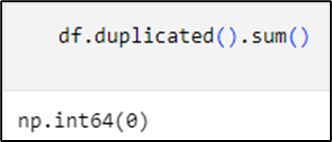 df.duplicated().sum()
np.int64(0)